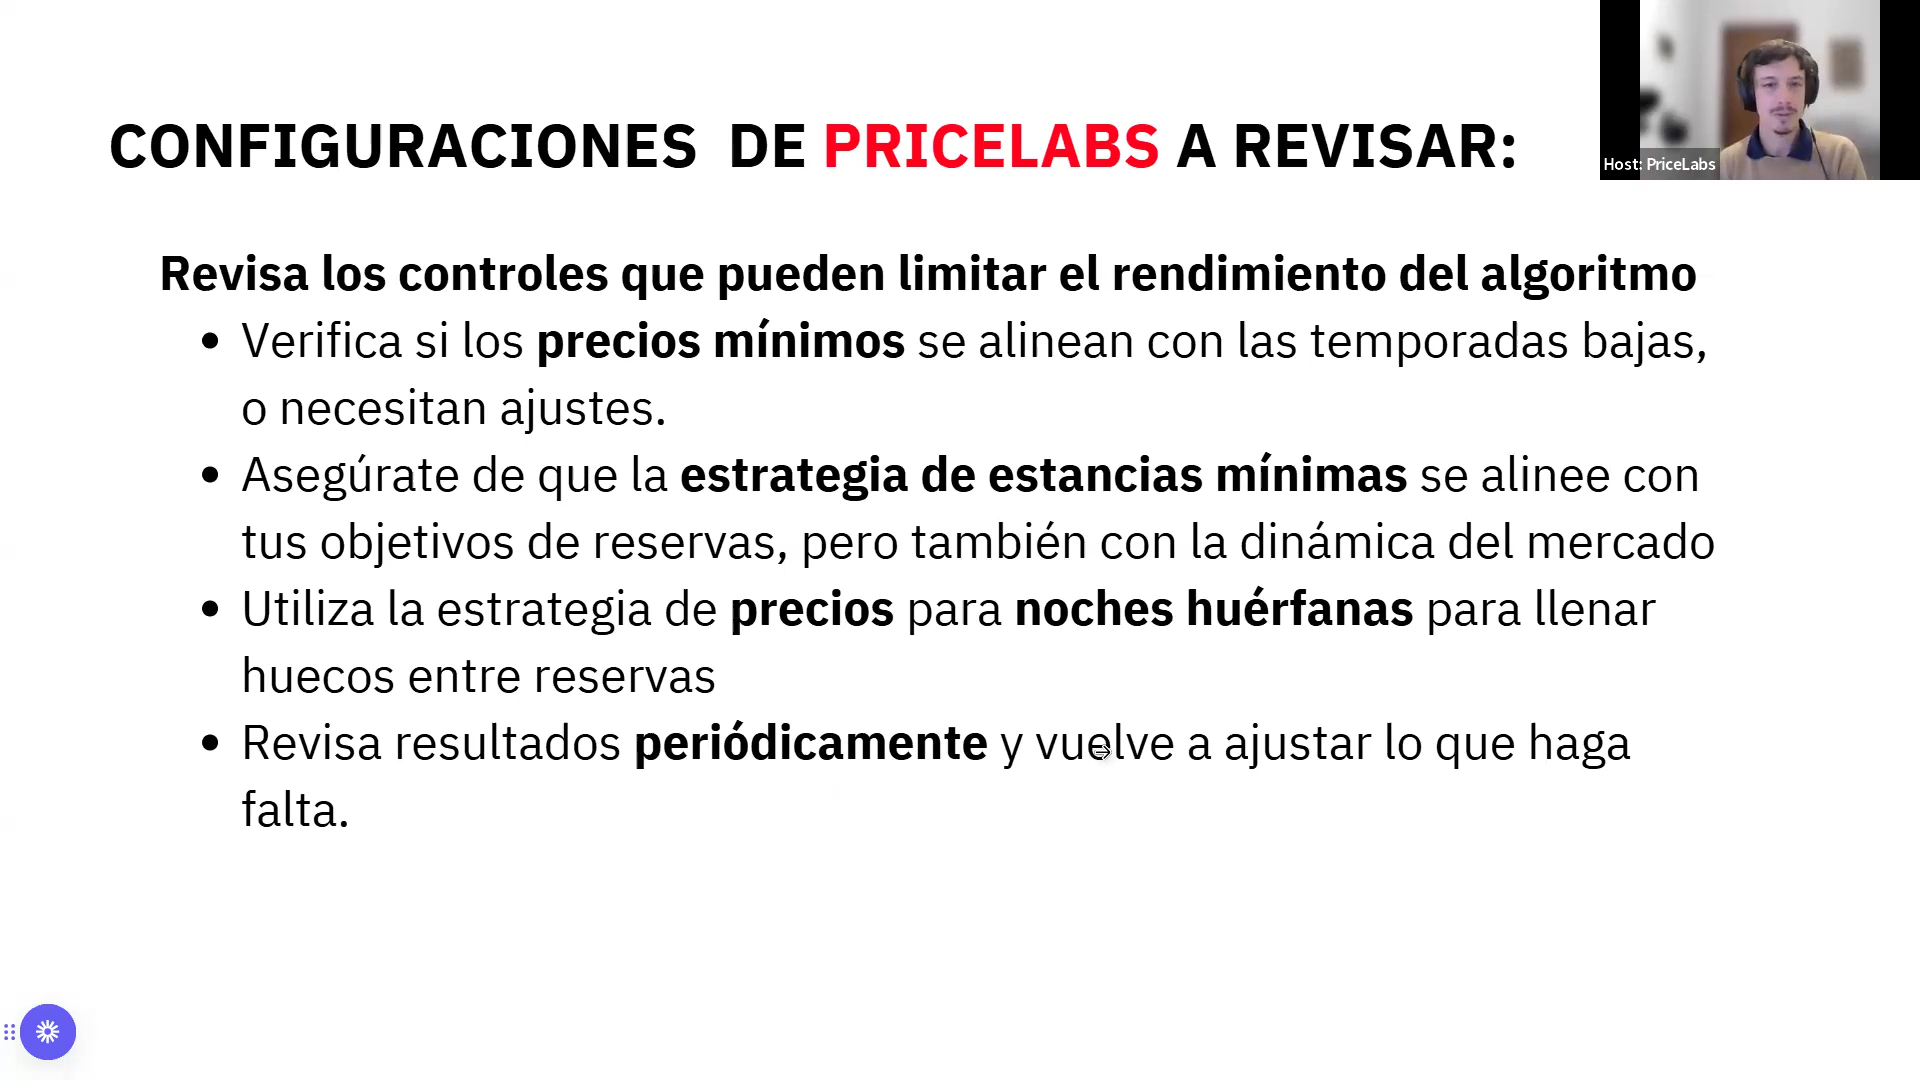 CONFIGURACIONES DE PRICELABS A REVISAR:
Host: PriceLabs
Revisa los controles que pueden limitar el rendimiento del algoritmo
• Verifica si los precios mínimos se alinean con las temporadas bajas,
o necesitan ajustes.
• Asegúrate de que la estrategia de estancias mínimas se alinee con
tus objetivos de reservas, pero también con la dinámica del mercado
• Utiliza la estrategia de precios para noches huérfanas para llenar
huecos entre reservas
• Revisa resultados periódicamente y vuelve a ajustar lo que haga
falta.